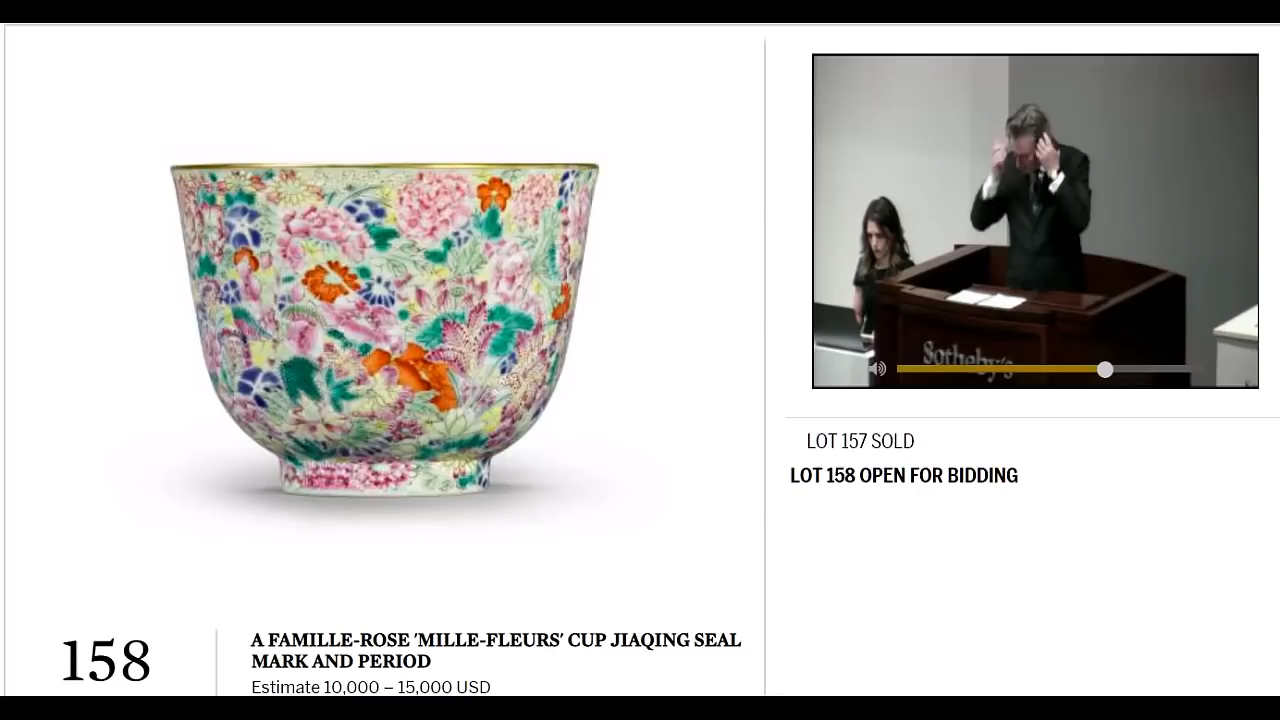 Sotheby's
LOT 157 SOLD
LOT 158 OPEN FOR BIDDING
158
A FAMILLE-ROSE 'MILLE-FLEURS' CUP JIAQING SEAL
MARK AND PERIOD
Estimate 10,000 – 15,000 USD